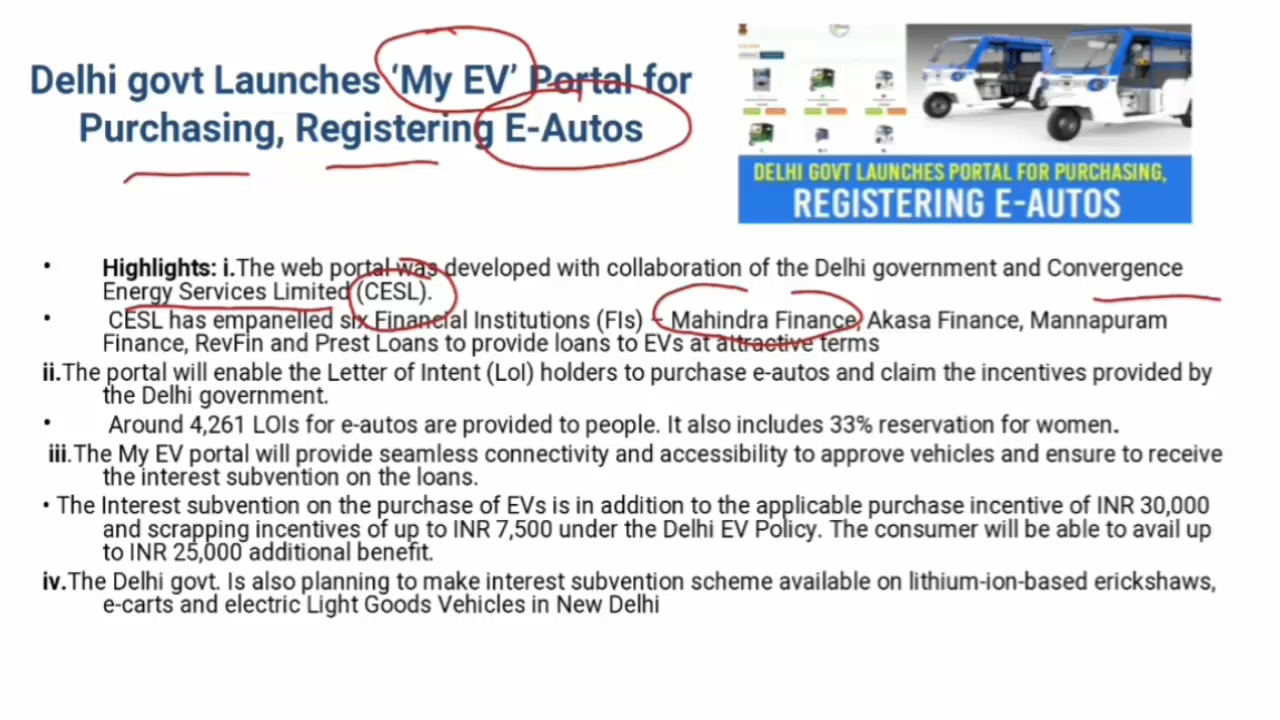 Delhi govt Launches ‘My EV’ Portal for
Purchasing, Registering E-Autos
DELHI GOVT LAUNCHES PORTAL FOR PURCHASING,
REGISTERING E-AUTOS
• Highlights: i.The web portal was developed with collaboration of the Delhi government and Convergence
Energy Services Limited (CESL).
• CESL has empanelled six Financial Institutions (FIs) – Mahindra Finance, Akasa Finance, Mannapuram
Finance, RevFin and Prest Loans to provide loans to EVs at attractive terms
ii.The portal will enable the Letter of Intent (LoI) holders to purchase e-autos and claim the incentives provided by
the Delhi government.
• Around 4,261 LOIs for e-autos are provided to people. It also includes 33% reservation for women.
iii.The My EV portal will provide seamless connectivity and accessibility to approve vehicles and ensure to receive
the interest subvention on the loans.
• The Interest subvention on the purchase of EVs is in addition to the applicable purchase incentive of INR 30,000
and scrapping incentives of up to INR 7,500 under the Delhi EV Policy. The consumer will be able to avail up
to INR 25,000 additional benefit.
iv.The Delhi govt. Is also planning to make interest subvention scheme available on lithium-ion-based erickshaws,
e-carts and electric Light Goods Vehicles in New Delhi